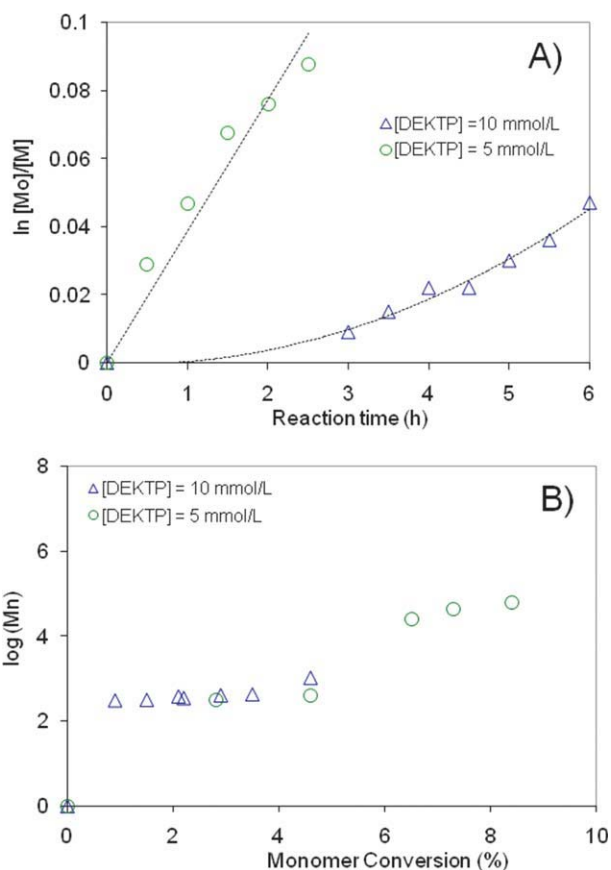 0.1
A)
0.08
△[DEKTP] =10 mmol/L
○[DEKTP] = 5 mmol/L
0.06
ln [Mo]/[M]
0.04
0.02
0
0 1 2 3 4 5 6
Reaction time (h)
8
△[DEKTP] = 10 mmol/L
B)
○[DEKTP] = 5 mmol/L
6
log (Mn)
4
2
0
0 2 4 6 8 10
Monomer Conversion (%)